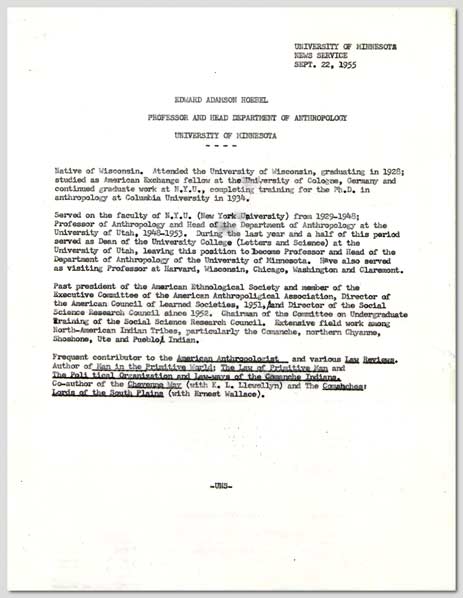 UNIVERSITY OF MINNESOTA
NEWS SERVICE
SEPT. 22, 1955
EDWARD ADAMSON HOEBEL
PROFESSOR AND HEAD DEPARTMENT OF ANTHROPOLOGY
UNIVERSITY OF MINNESOTA
- - - -
Native of Wisconsin. Attended the University of Wisconsin, graduating in 1928;
studied as American Exchange fellow at the University of Cologne, Germany and
continued graduate work at N.Y.U., completing training for the Ph.D. in
anthropology at Columbia University in 1934.
Served on the faculty of N.Y.U. (New York University) from 1929-1948;
Professor of Anthropology and Head of the Department of Anthropology at the
University of Utah, 1948-1953. During the last year and a half of this period
served as Dean of the University College (Letters and Science) at the
University of Utah, leaving this position to become Professor and Head of the
Department of Anthropology of the University of Minnesota. Have also served
as visiting Professor at Harvard, Wisconsin, Chicago, Washington and Claremont.
Past president of the American Ethnological Society and member of the
Executive Committee of the American Anthropoligical Association, Director of
the American Council of Learned Societies, 1951, and Director of the Social
Science Research Council since 1952. Chairman of the Committee on Undergraduate
Training of the Social Science Research Council. Extensive field work among
North-American Indian Tribes, particularly the Comanche, northern Chyanne,
Shoshone, Ute and Pueblo Indian.
Frequent contributor to the American Anthropologist and various Law Reviews.
Author of Man in the Primitive World; The Law of Primitive Man and
The Political Organization and Law-ways of the Comanche Indians.
Co-author of the Cheyenne Way (with K. L. Llewellyn) and The Comanches:
Lords of the South Plains (with Ernest Wallace).
-UNS-